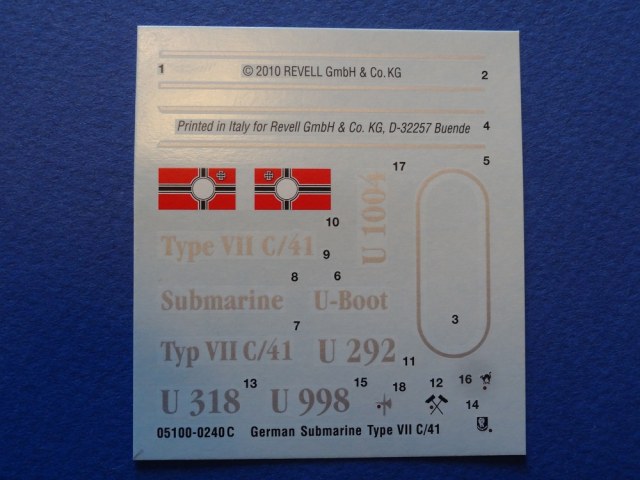 1 © 2010 REVELL GmbH & Co. KG 2
Printed in Italy for Revell GmbH & Co. KG, D-32257 Buende 4
5
17
U 1004
10
Type VII C/41 9
8 6
Submarine U-Boot
3
7
Typ VII C/41 U 292 11
13 15 18 12 16
U 318 U 998 14
05100-0240 C German Submarine Type VII C/41